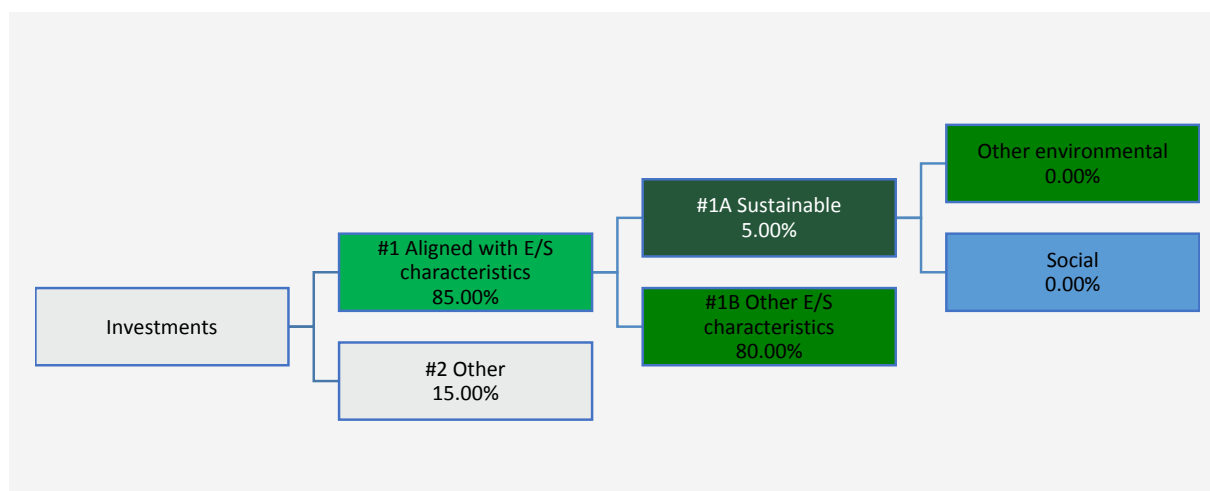 Investments
#1 Aligned with E/S
characteristics
85.00%
#2 Other
15.00%
#1A Sustainable
5.00%
#1B Other E/S
characteristics
80.00%
Other environmental
0.00%
Social
0.00%